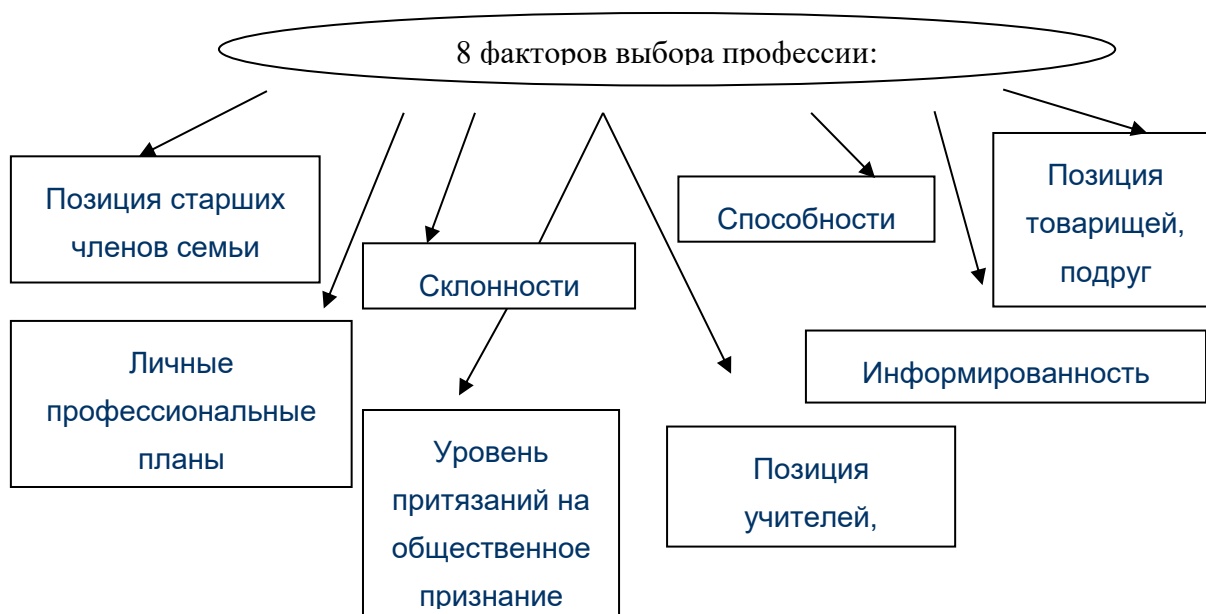 8 факторов выбора профессии:
Позиция старших
членов семьи
Склонности
Способности
Позиция
товарищей,
подруг
Личные
профессиональные
планы
Уровень
притязаний на
общественное
признание
Позиция
учителей,
Информированность